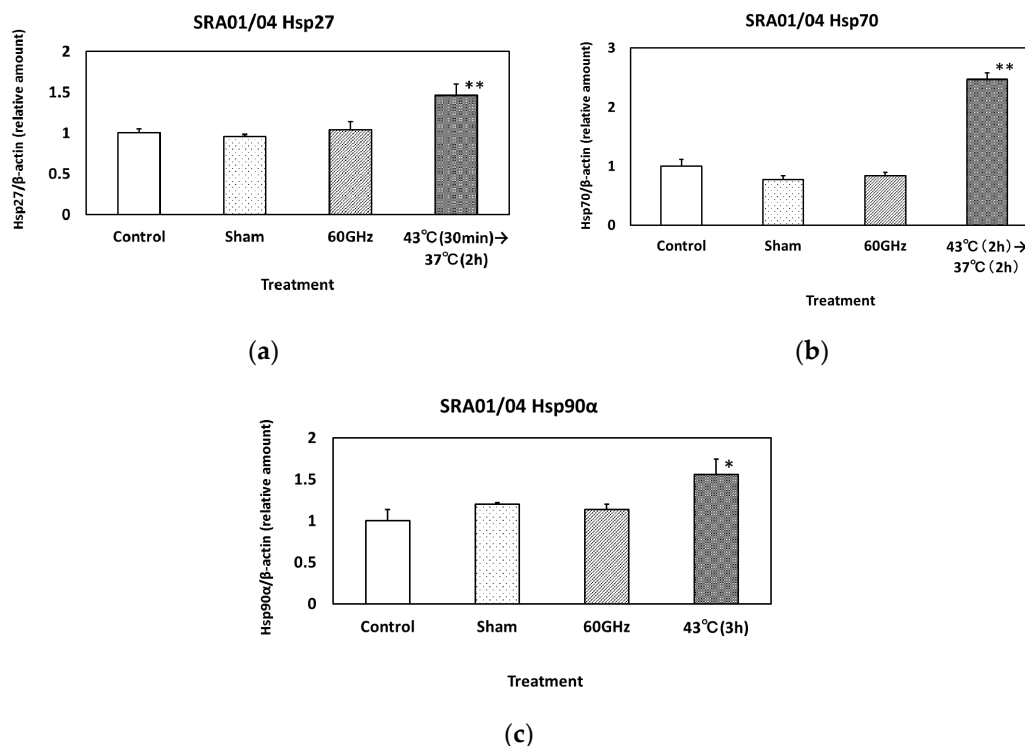 SRA01/04 Hsp27
Hsp27/β-actin (relative amount)
2
1.5
1
0.5
0
**
Control Sham 60GHz 43℃(30min)→
37℃(2h)
Treatment
(a)
SRA01/04 Hsp70
Hsp70/β-actin (relative amount)
3
2
1
0
**
Control Sham 60GHz 43℃(2h)→
37℃(2h)
Treatment
(b)
SRA01/04 Hsp90α
Hsp90α/β-actin (relative amount)
2
1.5
1
0.5
0
*
Control Sham 60GHz 43℃(3h)
Treatment
(c)